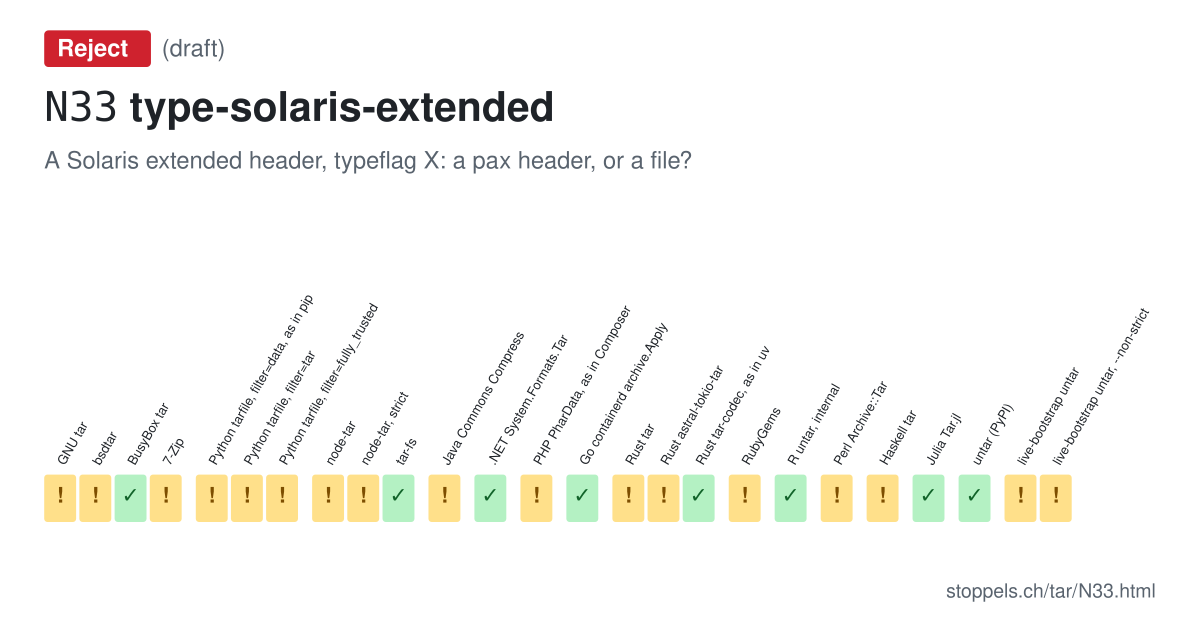 Reject (draft)
N33 type-solaris-extended
A Solaris extended header, typeflag X: a pax header, or a file?
GNU tar
bsdtar
BusyBox tar
7-Zip
Python tarfile, filter=data, as in pip
Python tarfile, filter=tar
Python tarfile, filter=fully_trusted
node-tar
node-tar, strict
tar-fs
Java Commons Compress
.NET System.Formats.Tar
PHP PharData, as in Composer
Go containerd archive.Apply
Rust tar
Rust astral-tokio-tar
Rust tar-codec, as in uv
RubyGems
R untar, internal
Perl Archive::Tar
Haskell tar
Julia Tar.jl
untar (PyPI)
live-bootstrap untar
live-bootstrap untar, --non-strict
! ! ✓ ! ! ! ! ! ! ✓ ! ✓ ! ✓ ! ! ✓ ! ✓ ! ! ✓ ✓ ! !
stoppels.ch/tar/N33.html